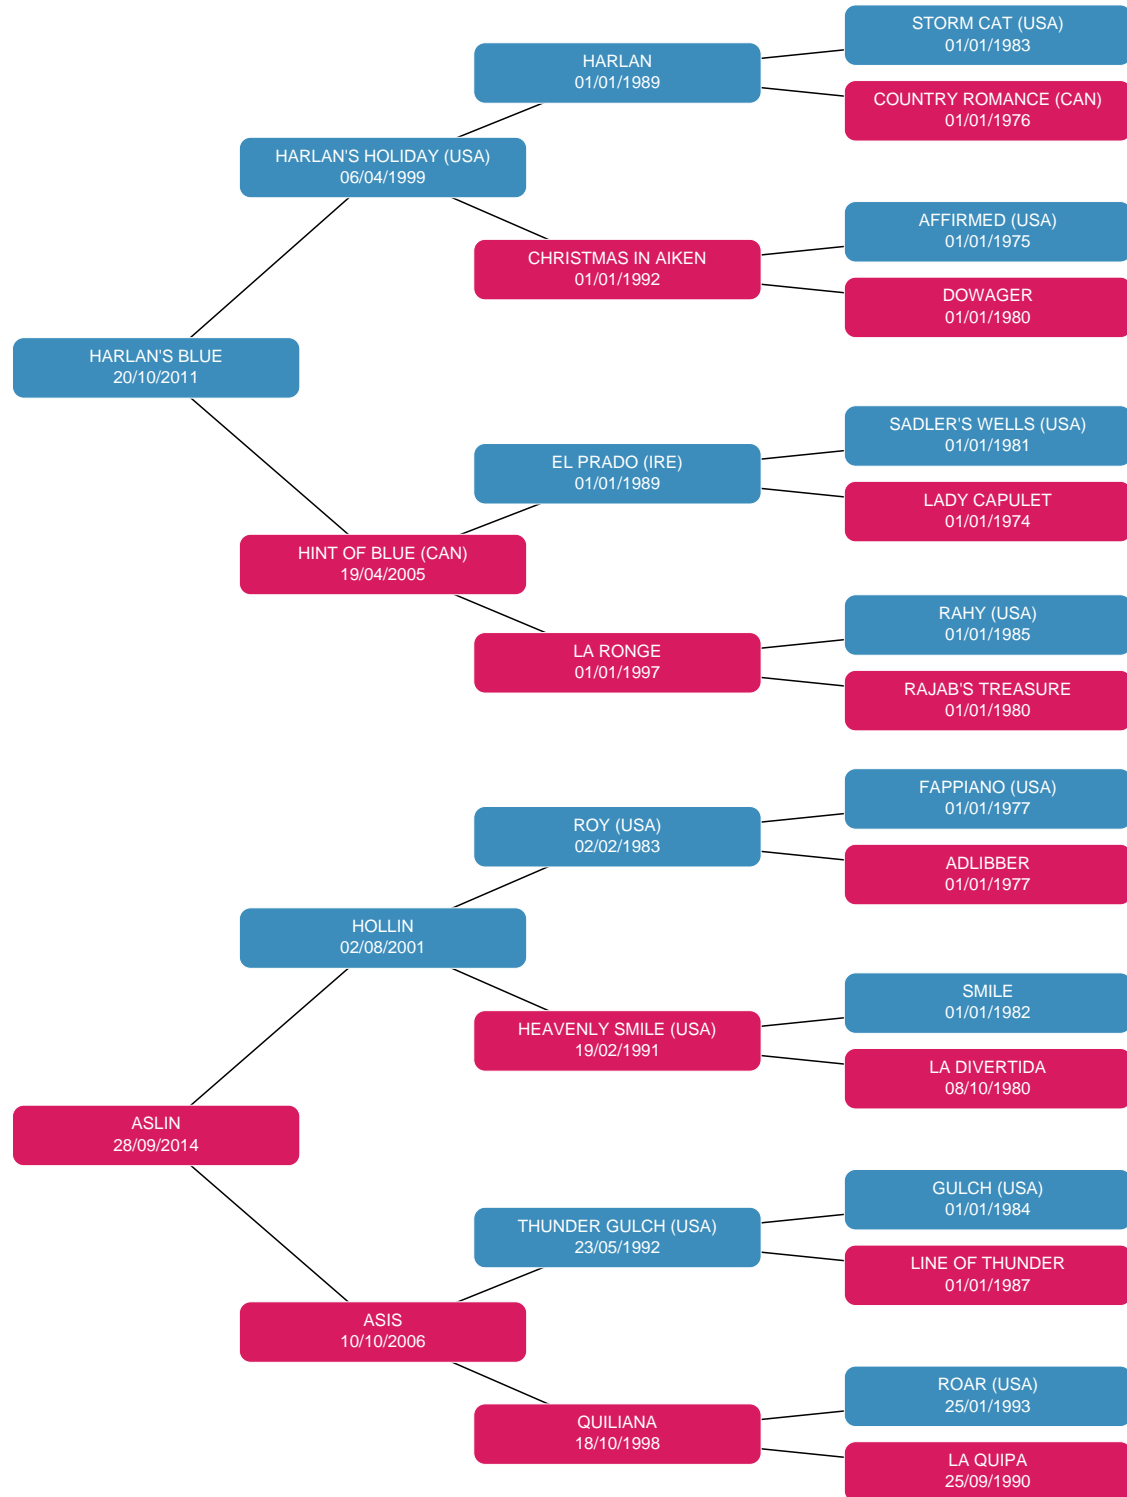 STORM CAT (USA)
01/01/1983
HARLAN
01/01/1989
COUNTRY ROMANCE (CAN)
01/01/1976
HARLAN'S HOLIDAY (USA)
06/04/1999
AFFIRMED (USA)
01/01/1975
CHRISTMAS IN AIKEN
01/01/1992
DOWAGER
01/01/1980
HARLAN'S BLUE
20/10/2011
SADLER'S WELLS (USA)
01/01/1981
EL PRADO (IRE)
01/01/1989
LADY CAPULET
01/01/1974
HINT OF BLUE (CAN)
19/04/2005
RAHY (USA)
01/01/1985
LA RONGE
01/01/1997
RAJAB'S TREASURE
01/01/1980
FAPPIANO (USA)
01/01/1977
ROY (USA)
02/02/1983
ADLIBBER
01/01/1977
HOLLIN
02/08/2001
SMILE
01/01/1982
HEAVENLY SMILE (USA)
19/02/1991
LA DIVERTIDA
08/10/1980
ASLIN
28/09/2014
GULCH (USA)
01/01/1984
THUNDER GULCH (USA)
23/05/1992
LINE OF THUNDER
01/01/1987
ASIS
10/10/2006
ROAR (USA)
25/01/1993
QUILIANA
18/10/1998
LA QUIPA
25/09/1990